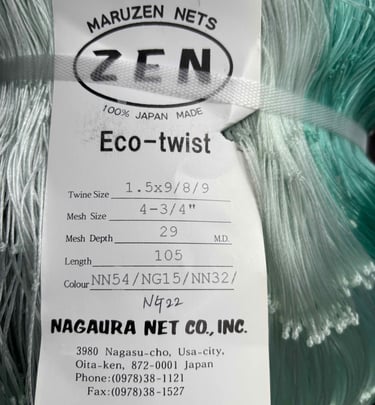 MARUZEN NETS
ZEN
100% JAPAN MADE
Eco-twist
Twine Size 1.5x9/8/9
Mesh Size 4-3/4"
Mesh Depth 29 M.D.
Length 105
Colour NN54/NG15/NN32/
NG22
NAGAURA NET CO., INC.
3980 Nagasu-cho, Usa-city,
Oita-ken, 872-0001 Japan
Phone:(0978)38-1121
Fax:(0978)38-1527